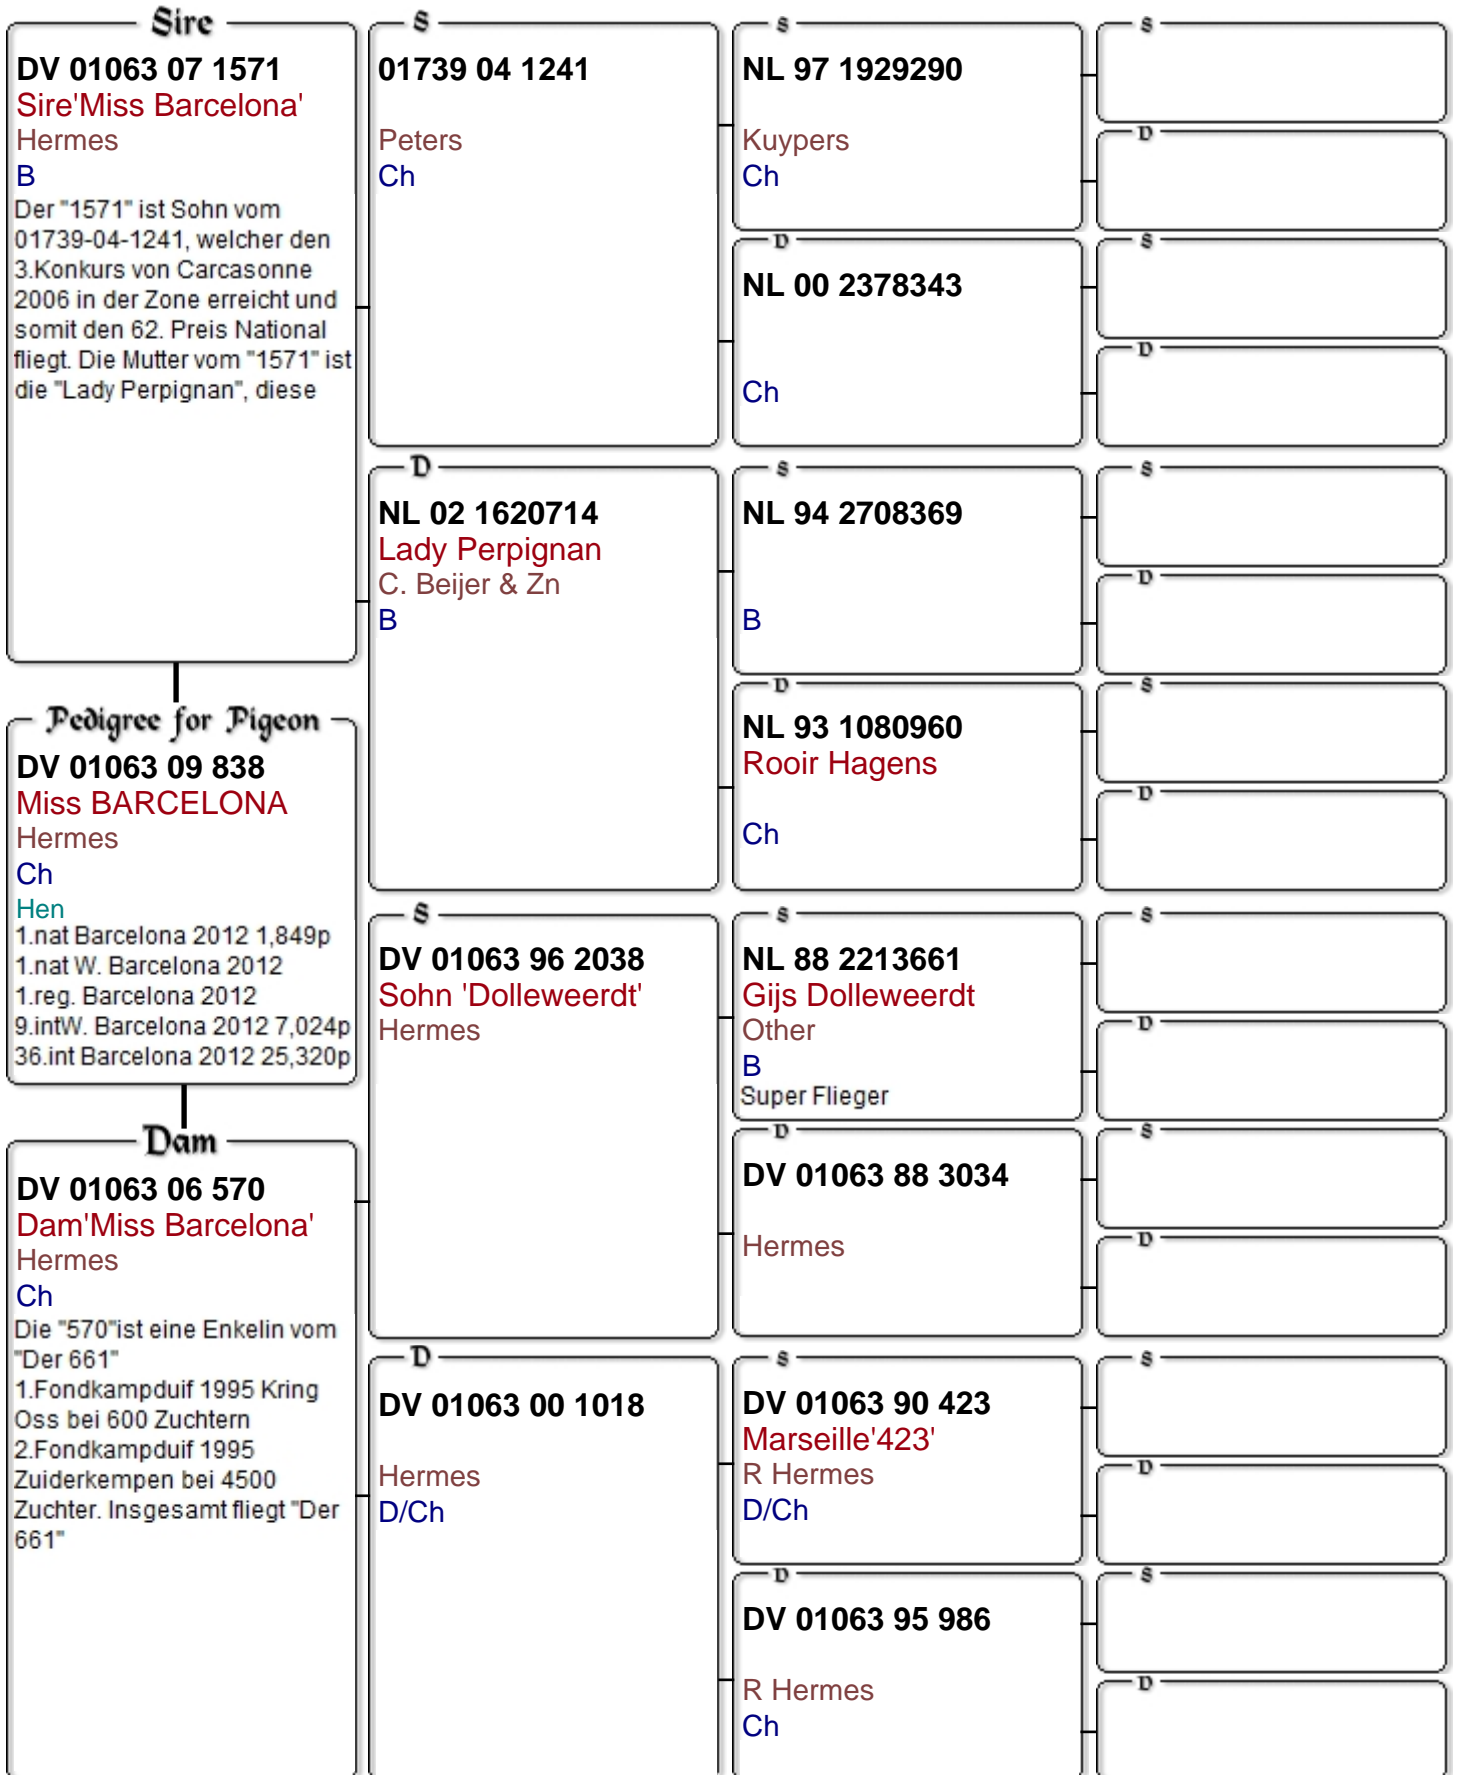 Sire
DV 01063 07 1571
Sire'Miss Barcelona'
Hermes
B
Der "1571" ist Sohn vom
01739-04-1241, welcher den
3.Konkurs von Carcasonne
2006 in der Zone erreicht und
somit den 62. Preis National
fliegt. Die Mutter vom "1571" ist
die "Lady Perpignan", diese
Pedigree for Pigeon
DV 01063 09 838
Miss BARCELONA
Hermes
Ch
Hen
1.nat Barcelona 2012 1,849p
1.nat W. Barcelona 2012
1.reg. Barcelona 2012
9.intW. Barcelona 2012 7,024p
36.int Barcelona 2012 25,320p
Dam
DV 01063 06 570
Dam'Miss Barcelona'
Hermes
Ch
Die "570"ist eine Enkelin vom
"Der 661"
1.Fondkampduif 1995 Kring
Oss bei 600 Zuchtern
2.Fondkampduif 1995
Zuiderkempen bei 4500
Zuchter. Insgesamt fliegt "Der
661"
S
01739 04 1241
Peters
Ch
D
NL 02 1620714
Lady Perpignan
C. Beijer & Zn
B
S
DV 01063 96 2038
Sohn 'Dolleweerdt'
Hermes
D
DV 01063 00 1018
Hermes
D/Ch
S
NL 97 1929290
Kuypers
Ch
D
NL 00 2378343
Ch
S
NL 94 2708369
B
D
NL 93 1080960
Rooir Hagens
Ch
S
NL 88 2213661
Gijs Dolleweerdt
Other
B
Super Flieger
D
DV 01063 88 3034
Hermes
S
DV 01063 90 423
Marseille'423'
R Hermes
D/Ch
D
DV 01063 95 986
R Hermes
Ch
S
D
S
D
S
D
S
D
S
D
S
D
S
D
S
D